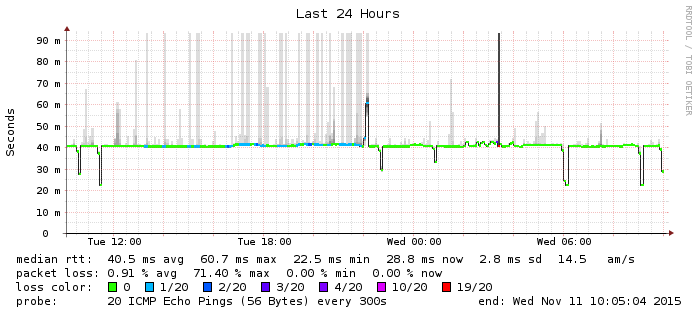 Last 24 Hours
RRDTOOL / TOBI OETIKER
Seconds
90 m
80 m
70 m
60 m
50 m
40 m
30 m
20 m
10 m
0
Tue 12:00 Tue 18:00 Wed 00:00 Wed 06:00
median rtt: 40.5 ms avg 60.7 ms max 22.5 ms min 28.8 ms now 2.8 ms sd 14.5 am/s
packet loss: 0.91 % avg 71.40 % max 0.00 % min 0.00 % now
loss color: 0 1/20 2/20 3/20 4/20 10/20 19/20
probe: 20 ICMP Echo Pings (56 Bytes) every 300s end: Wed Nov 11 10:05:04 2015